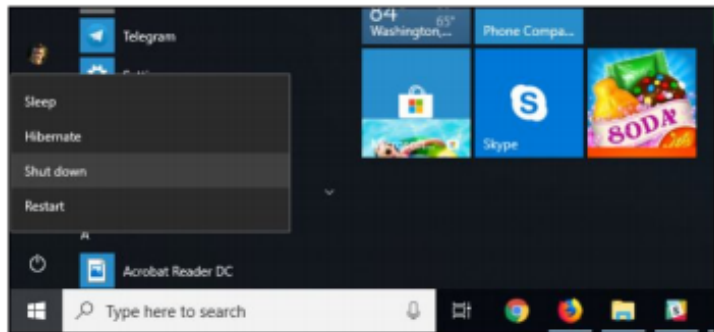 Telegram
84°
65°
Washington,...
Phone Compa...
Sleep
Hibernate
Shut down
Restart
Skype
SODA
A
Acrobat Reader DC
Type here to search